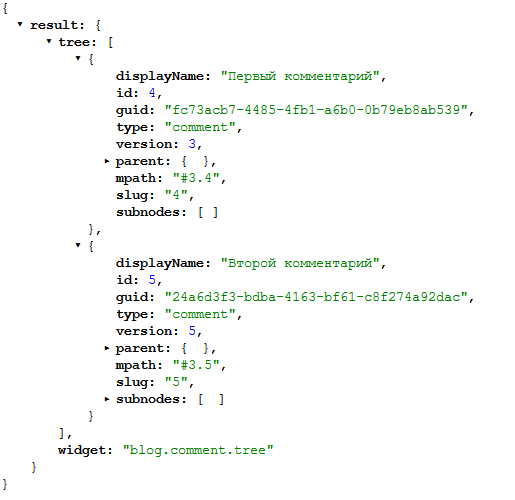 {
▼ result: {
▼ tree: [
▼ {
displayName: "Первый комментарий",
id: 4,
guid: "fc73acb7-4485-4fb1-a6b0-0b79eb8ab539",
type: "comment",
version: 3,
▶ parent: { },
mpath: "#3.4",
slug: "4",
subnodes: [ ]
},
▼ {
displayName: "Второй комментарий",
id: 5,
guid: "24a6d3f3-bdba-4163-bf61-c8f274a92dac",
type: "comment",
version: 5,
▶ parent: { },
mpath: "#3.5",
slug: "5",
▶ subnodes: [ ]
}
],
widget: "blog.comment.tree"
}
}